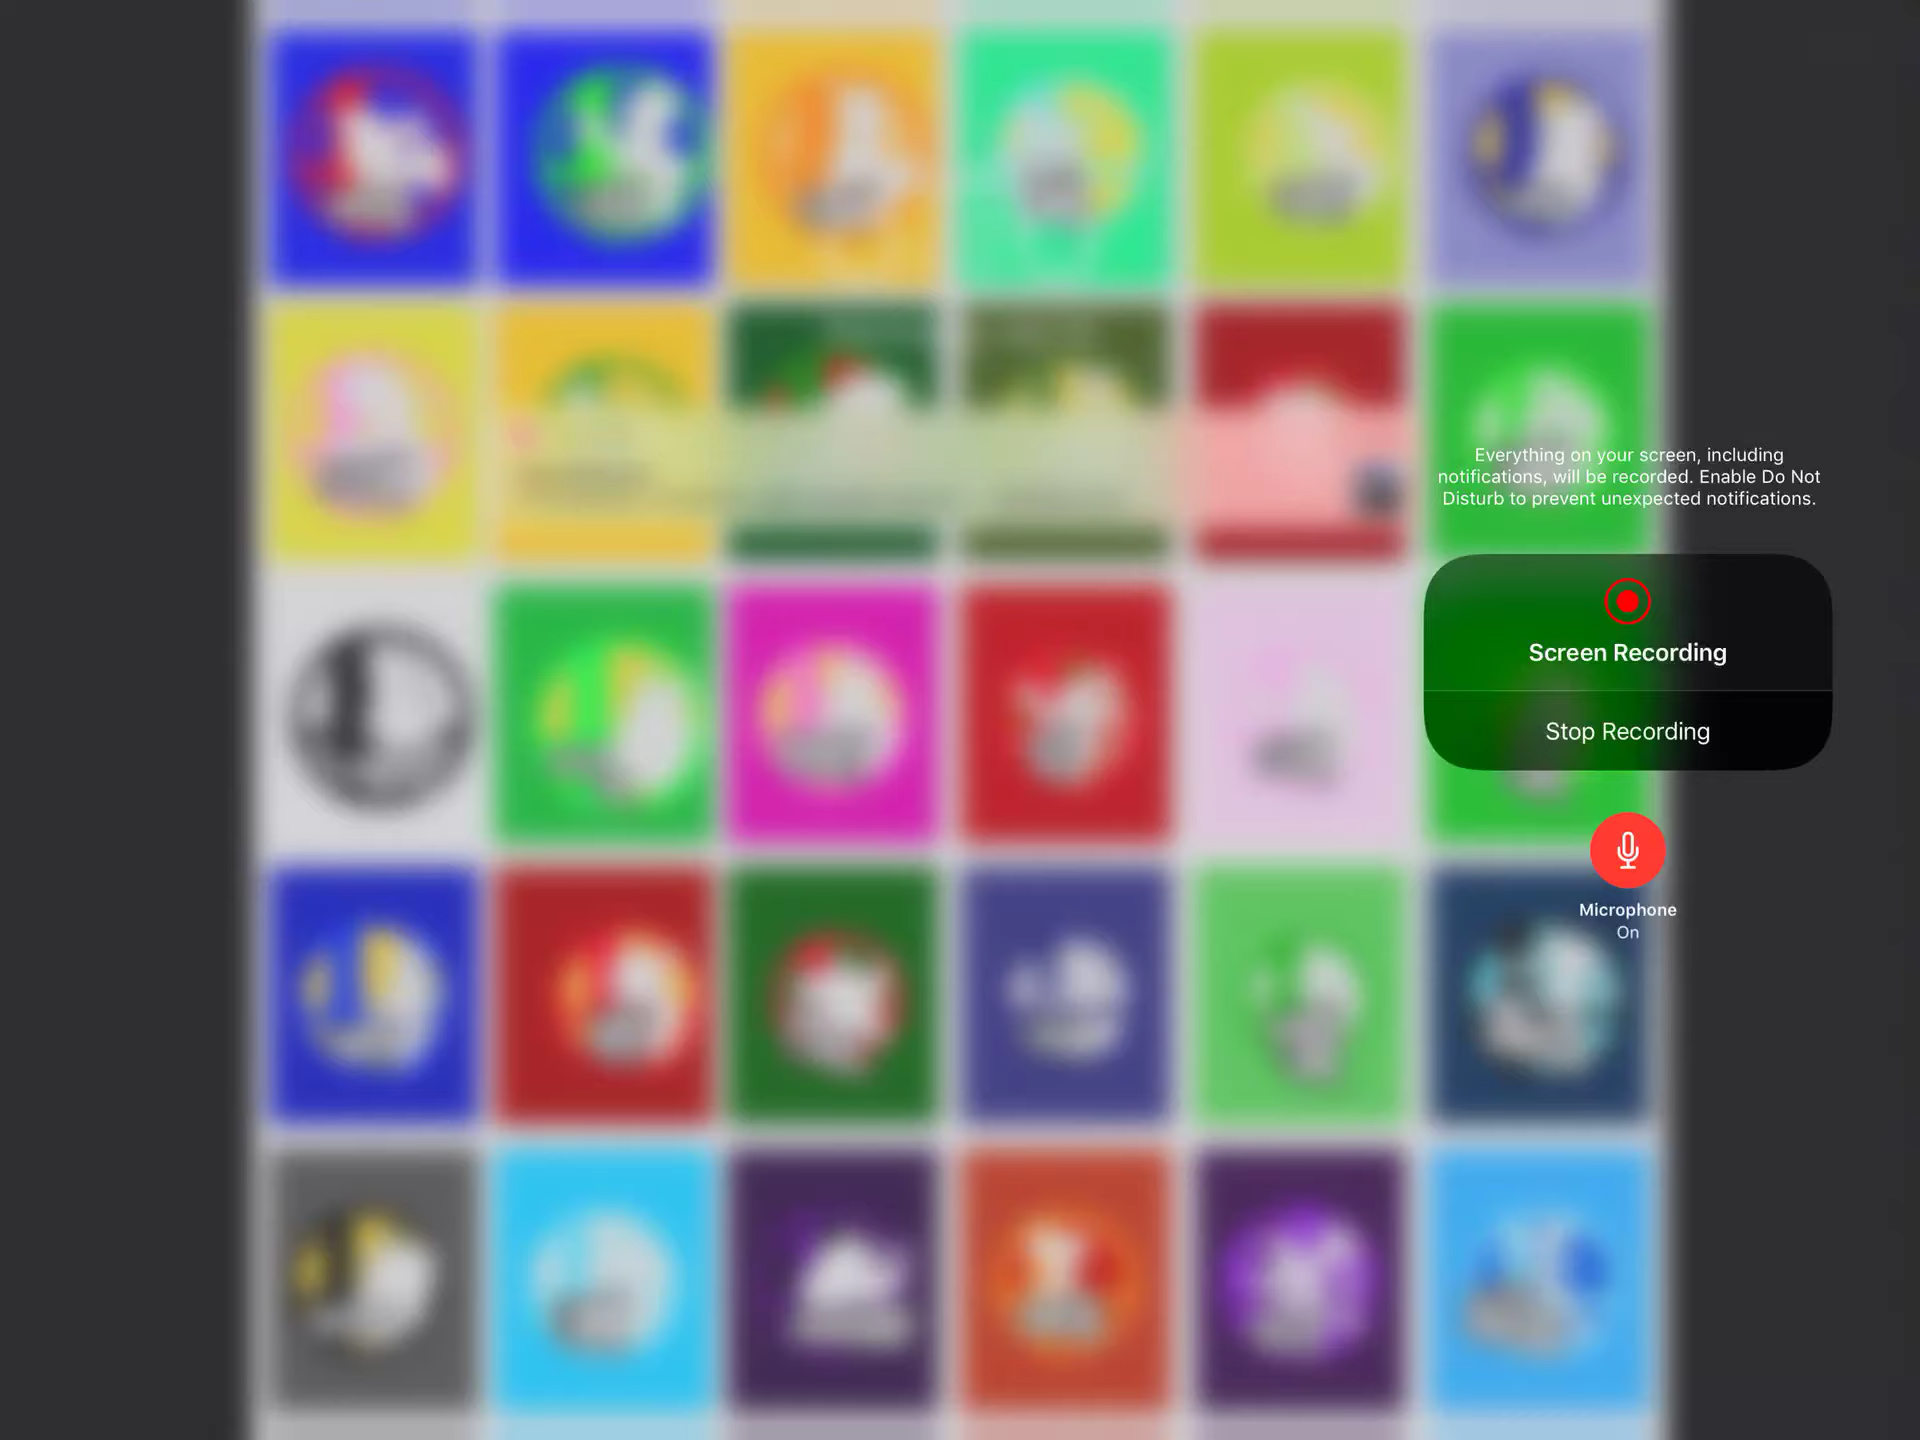 Everything on your screen, including
notifications, will be recorded. Enable Do Not
Disturb to prevent unexpected notifications.
Screen Recording
Stop Recording
Microphone
On